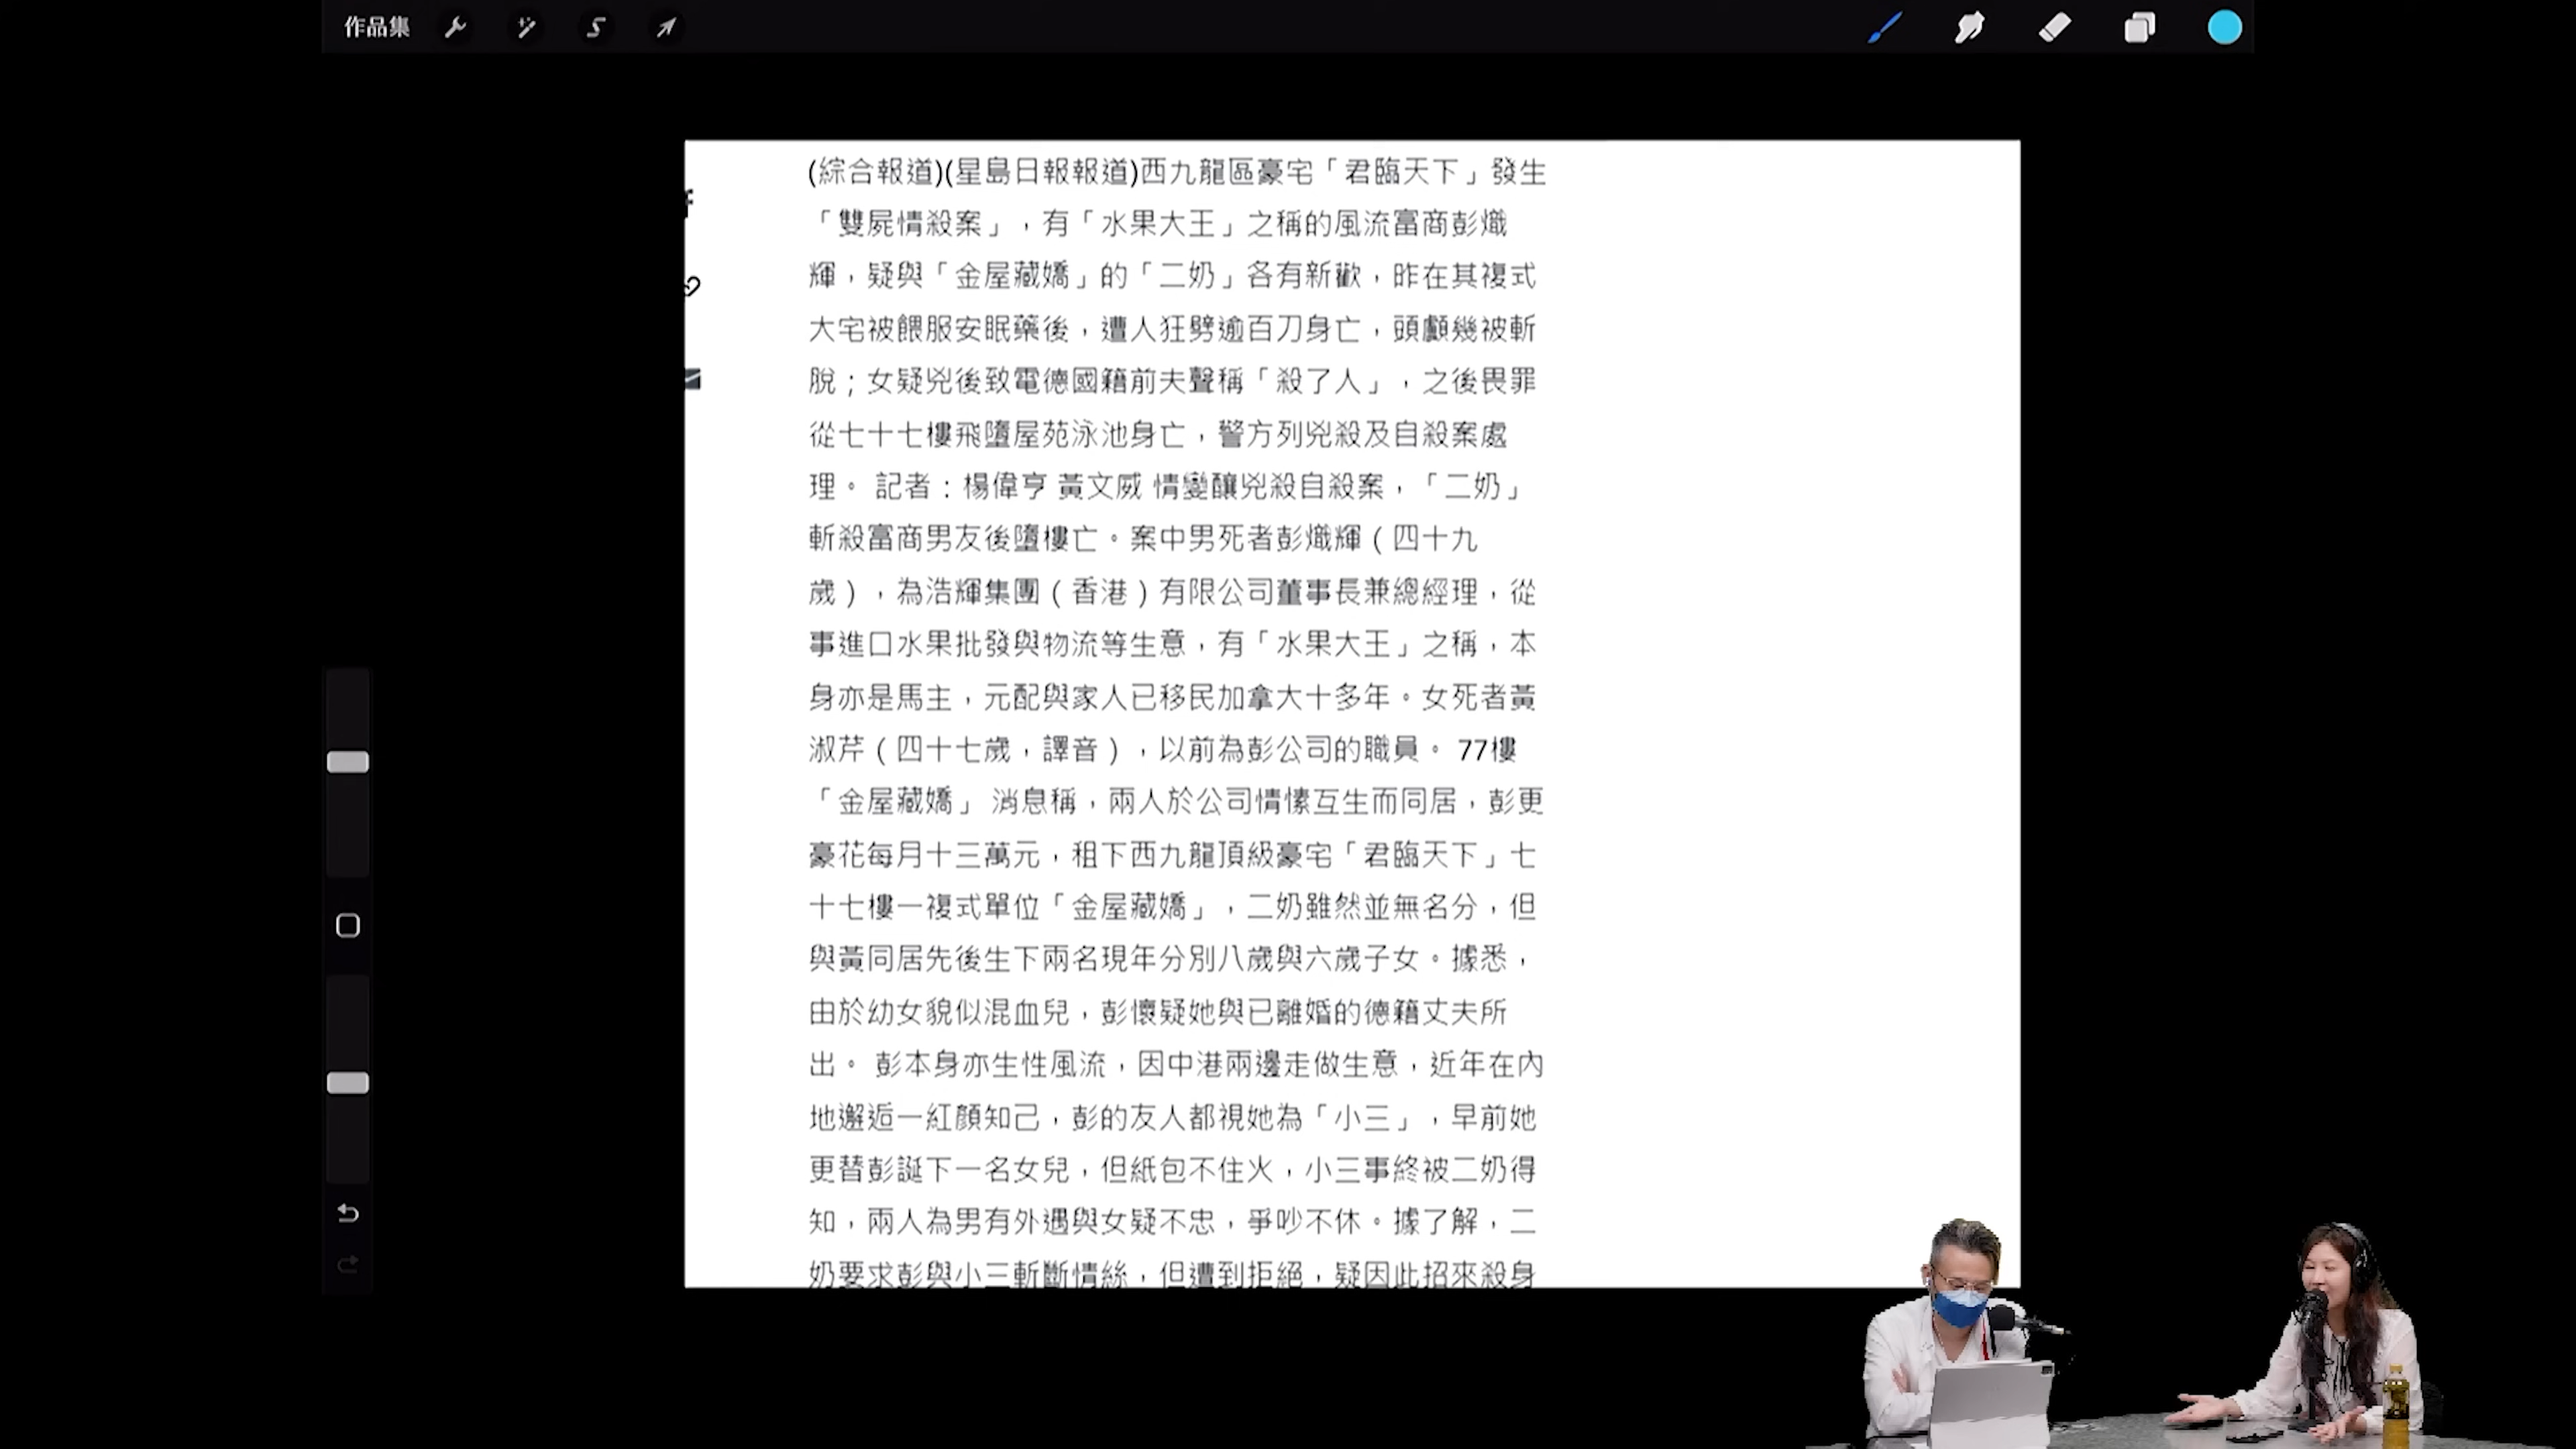 作品集
(綜合報道)(星島日報報道)西九龍區豪宅「君臨天下」發生
「雙屍情殺案」，有「水果大王」之稱的風流富商彭熾
輝，疑與「金屋藏嬌」的「二奶」各有新歡，昨在其複式
大宅被餵服安眠藥後，遭人狂劈逾百刀身亡，頭顱幾被斬
脫；女疑兇後致電德國籍前夫聲稱「殺了人」，之後畏罪
從七十七樓飛墮屋苑泳池身亡，警方列兇殺及自殺案處
理。 記者：楊偉亨 黃文威 情變釀兇殺自殺案，「二奶」
斬殺富商男友後墮樓亡。案中男死者彭熾輝（四十九
歲），為浩輝集團（香港）有限公司董事長兼總經理，從
事進口水果批發與物流等生意，有「水果大王」之稱，本
身亦是馬主，元配與家人已移民加拿大十多年。女死者黃
淑芹（四十七歲，譯音），以前為彭公司的職員。 77樓
「金屋藏嬌」 消息稱，兩人於公司情愫互生而同居，彭更
豪花每月十三萬元，租下西九龍頂級豪宅「君臨天下」七
十七樓一複式單位「金屋藏嬌」，二奶雖然並無名分，但
與黃同居先後生下兩名現年分別八歲與六歲子女。據悉，
由於幼女貌似混血兒，彭懷疑她與已離婚的德籍丈夫所
出。 彭本身亦生性風流，因中港兩邊走做生意，近年在內
地邂逅一紅顏知己，彭的友人都視她為「小三」，早前她
更替彭誕下一名女兒，但紙包不住火，小三事終被二奶得
知，兩人為男有外遇與女疑不忠，爭吵不休。據了解，二
奶要求彭與小三斬斷情絲，但遭到拒絕，疑因此招來殺身